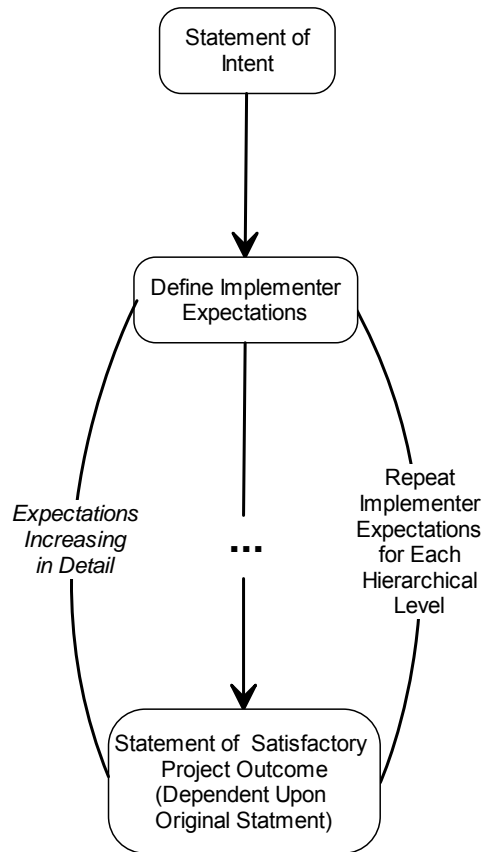 Statement of
Intent
Define Implementer
Expectations
Expectations
Increasing
in Detail
...
Repeat
Implementer
Expectations
for Each
Hierarchical
Level
Statement of Satisfactory
Project Outcome
(Dependent Upon
Original Statment)